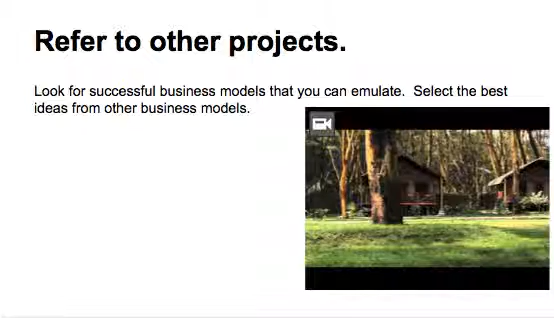 Refer to other projects.
Look for successful business models that you can emulate.  Select the best
ideas from other business models.